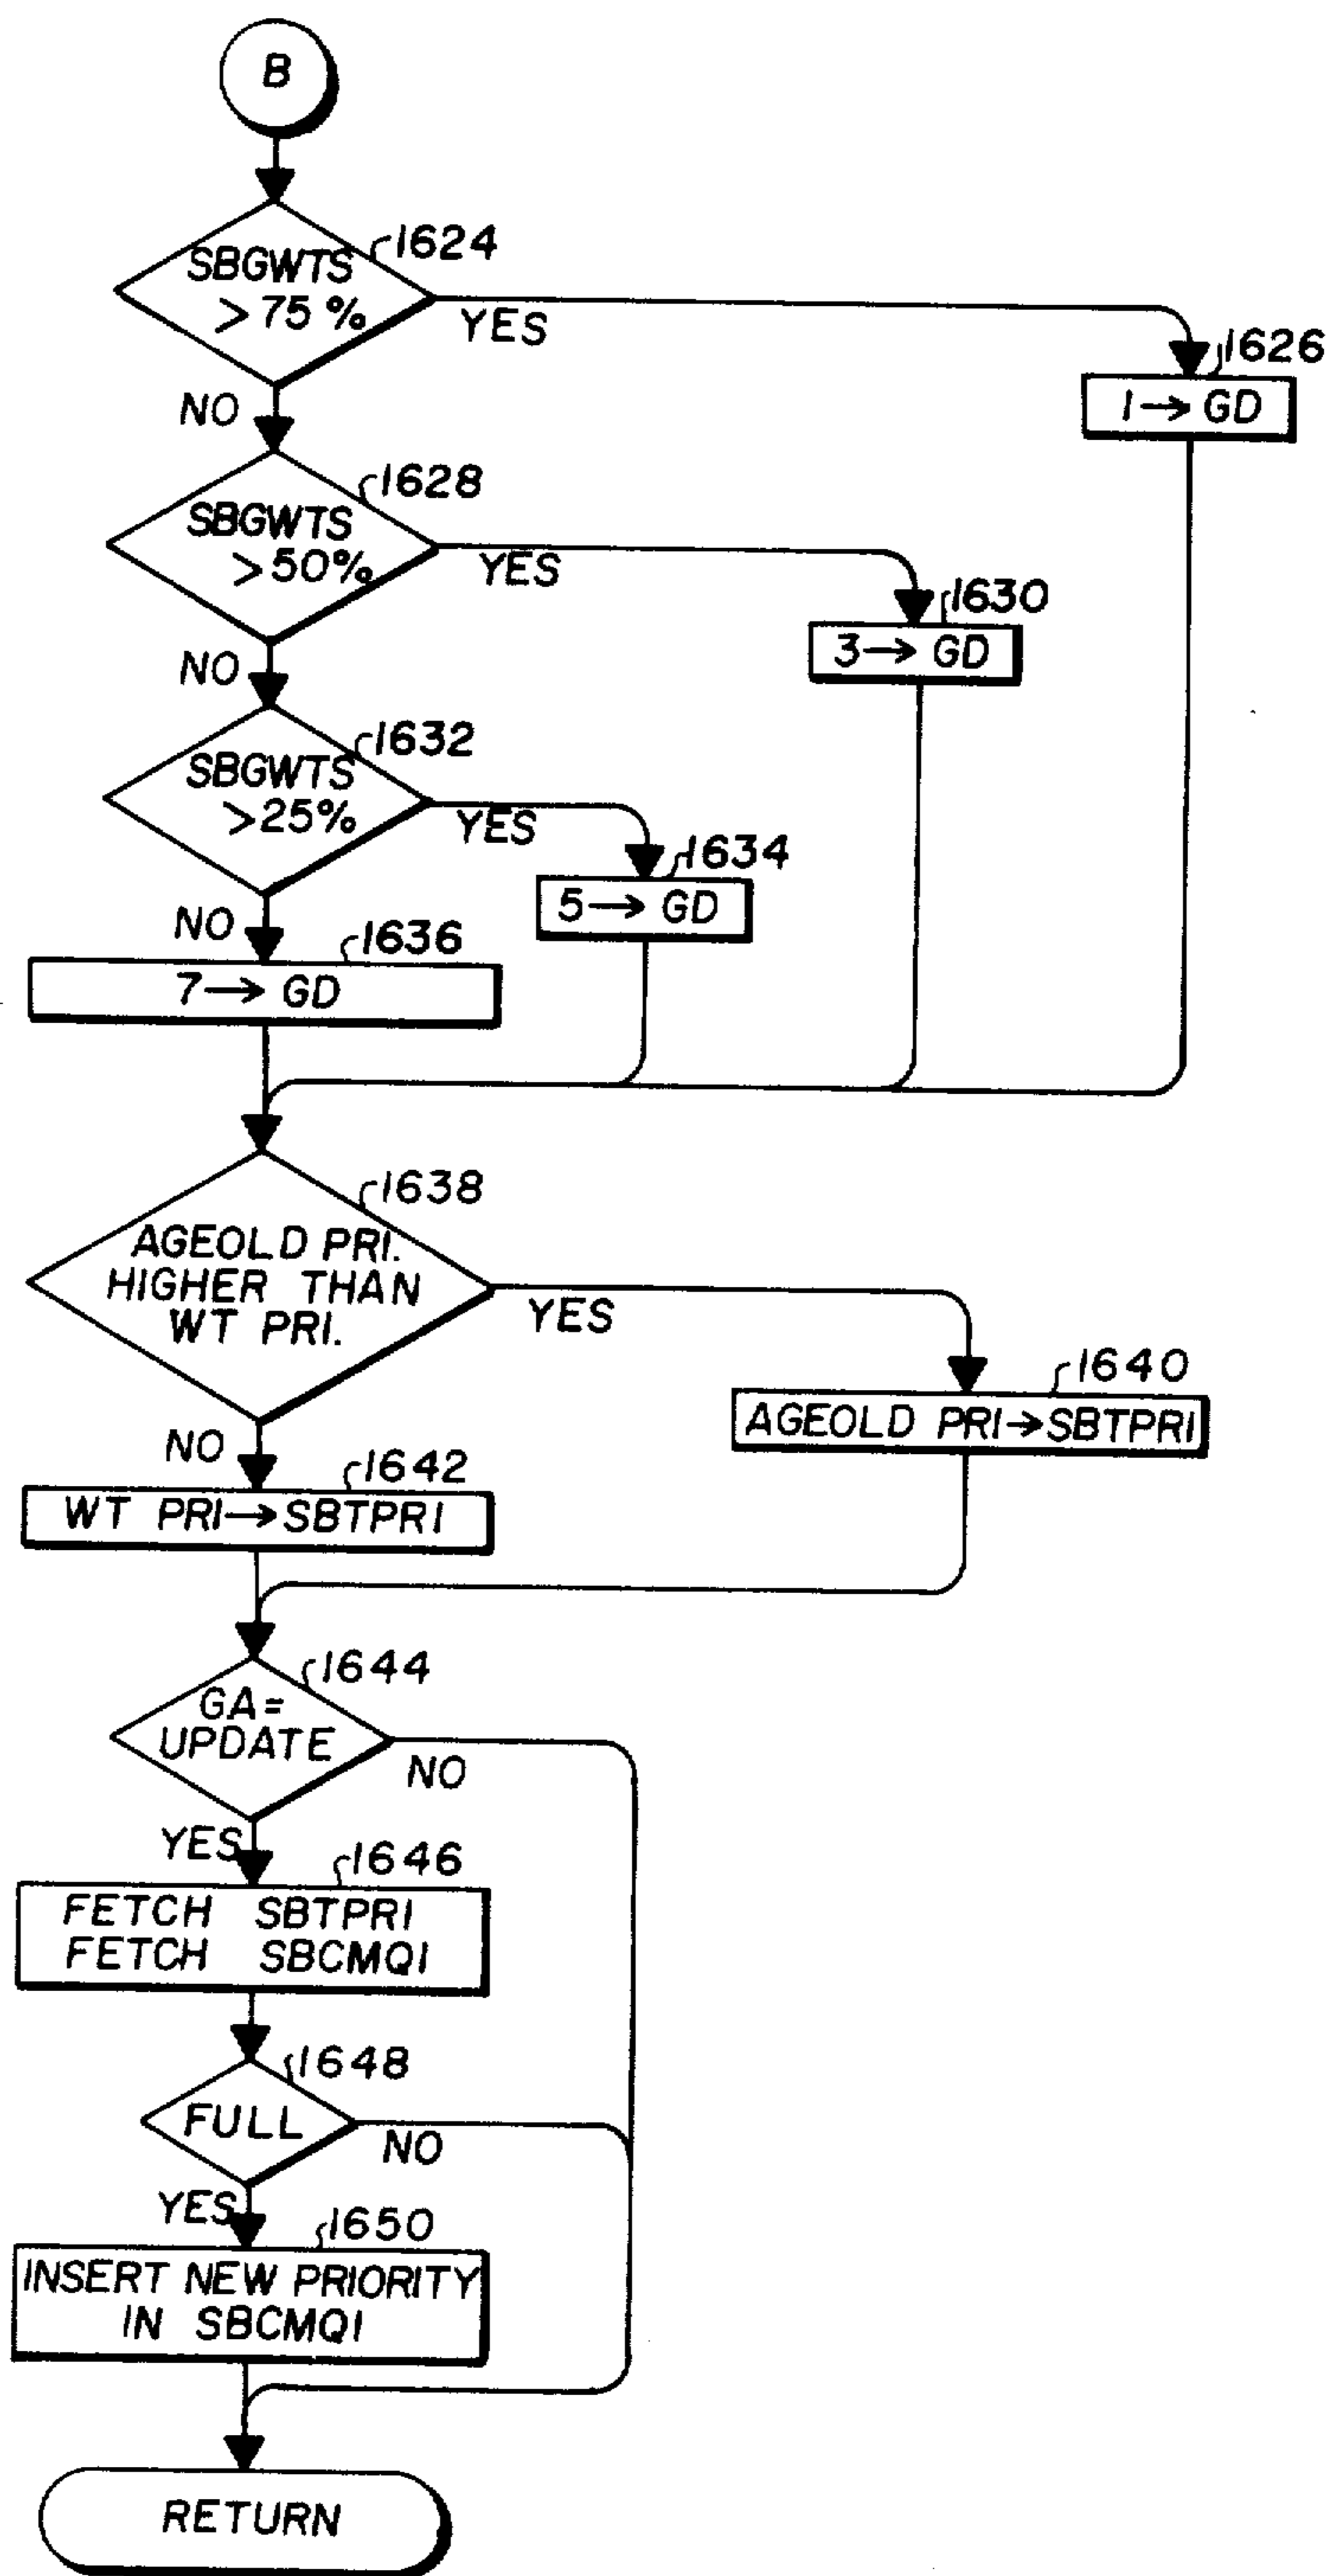 B
1624
SBGWTS
> 75%
YES
1626
1→ GD
NO
1628
SBGWTS
>50%
YES
1630
3→ GD
NO
1632
SBGWTS
>25%
YES
1634
5→ GD
NO
1636
7→ GD
1638
AGEOLD PRI.
HIGHER THAN
WT PRI.
YES
1640
AGEOLD PRI→SBTPRI
NO
1642
WT PRI→SBTPRI
1644
GA=
UPDATE
NO
YES
1646
FETCH SBTPRI
FETCH SBCMQI
1648
FULL
NO
YES
1650
INSERT NEW PRIORITY
IN SBCMQI
RETURN